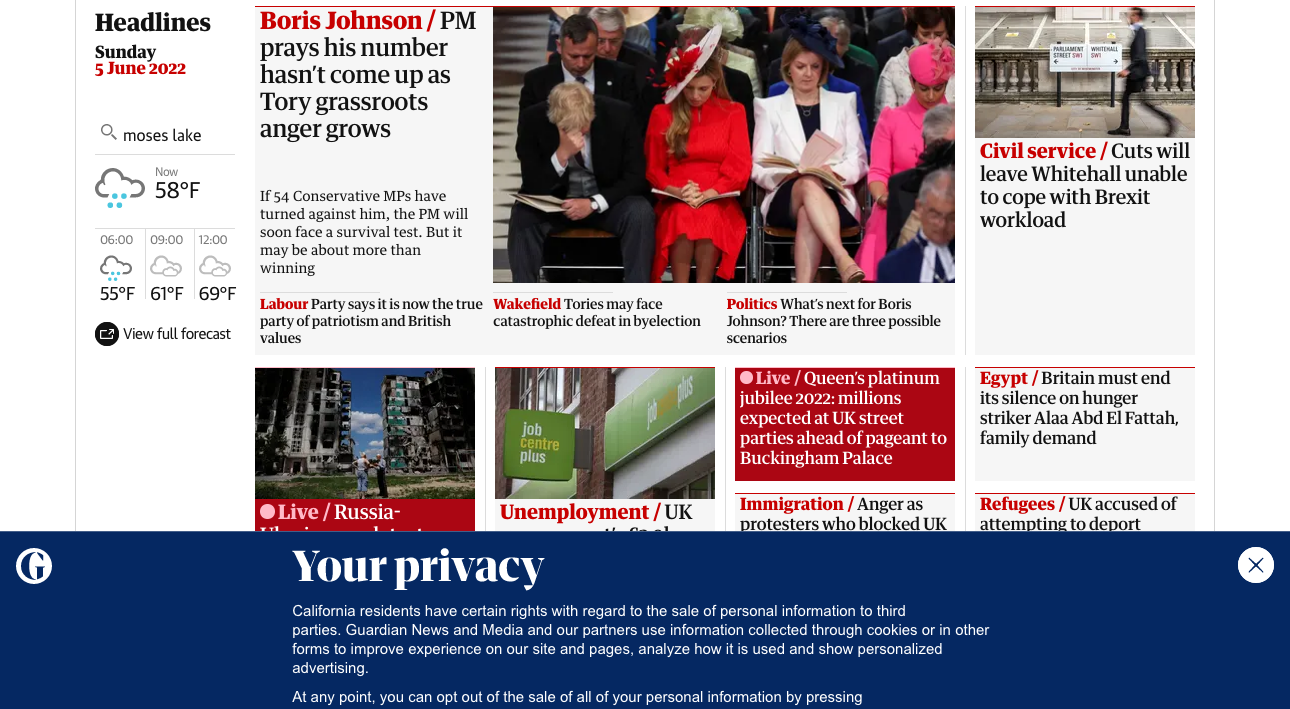 Headlines
Sunday
5 June 2022
moses lake
Now
58°F
06:00
09:00
12:00
55°F
61°F
69°F
View full forecast
Boris Johnson / PM
prays his number
hasn't come up as
Tory grassroots
anger grows
If 54 Conservative MPs have
turned against him, the PM will
soon face a survival test. But it
may be about more than
winning
Labour Party says it is now the true
party of patriotism and British
values
Wakefield Tories may face
catastrophic defeat in byelection
Politics What's next for Boris
Johnson? There are three possible
scenarios
PARLIAMENT
STREET SW1
WHITEHALL
SW1
Civil service / Cuts will
leave Whitehall unable
to cope with Brexit
workload
Live / Russia-
job
centre
plus
jobcentreplus
Unemployment / UK
Live / Queen's platinum
jubilee 2022: millions
expected at UK street
parties ahead of pageant to
Buckingham Palace
Immigration / Anger as
protesters who blocked UK
Egypt / Britain must end
its silence on hunger
striker Alaa Abd El Fattah,
family demand
Refugees / UK accused of
attempting to deport
G
Your privacy
California residents have certain rights with regard to the sale of personal information to third
parties. Guardian News and Media and our partners use information collected through cookies or in other
forms to improve experience on our site and pages, analyze how it is used and show personalized
advertising.
At any point, you can opt out of the sale of all of your personal information by pressing